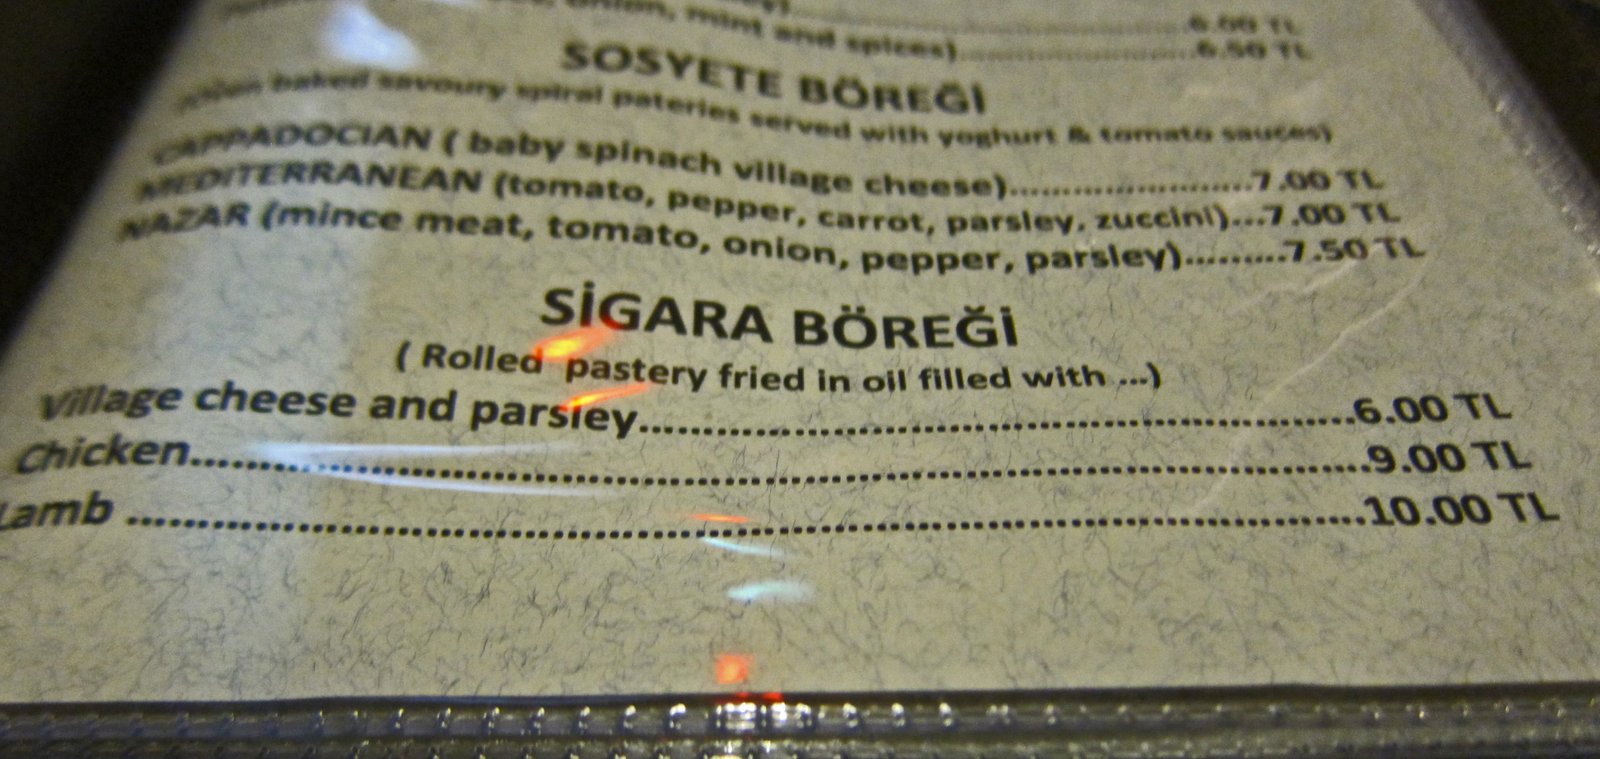 onion, mint and spices)..............................6.50 TL
SOSYETE BÖREĞİ
baked savoury spiral pateries served with yoghurt & tomato sauces)
CAPPADOCIAN ( baby spinach village cheese)........................7.00 TL
MEDITERRANEAN (tomato, pepper, carrot, parsley, zuccini)...7.00 TL
NAZAR (mince meat, tomato, onion, pepper, parsley)..........7.50 TL
SİGARA BÖREĞİ
( Rolled pastery fried in oil filled with ...)
Village cheese and parsley..................................................6.00 TL
Chicken..................................................................................9.00 TL
Lamb ......................................................................................10.00 TL